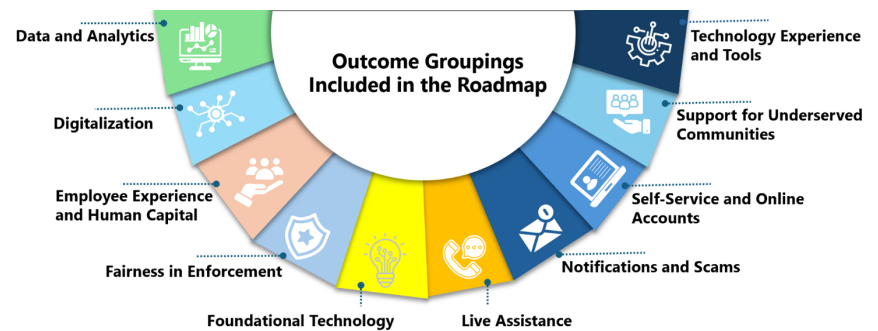 Outcome Groupings
Included in the Roadmap
Data and Analytics
Digitalization
Employee Experience
and Human Capital
Fairness in Enforcement
Foundational Technology
Live Assistance
Notifications and Scams
Self-Service and Online
Accounts
Support for Underserved
Communities
Technology Experience
and Tools